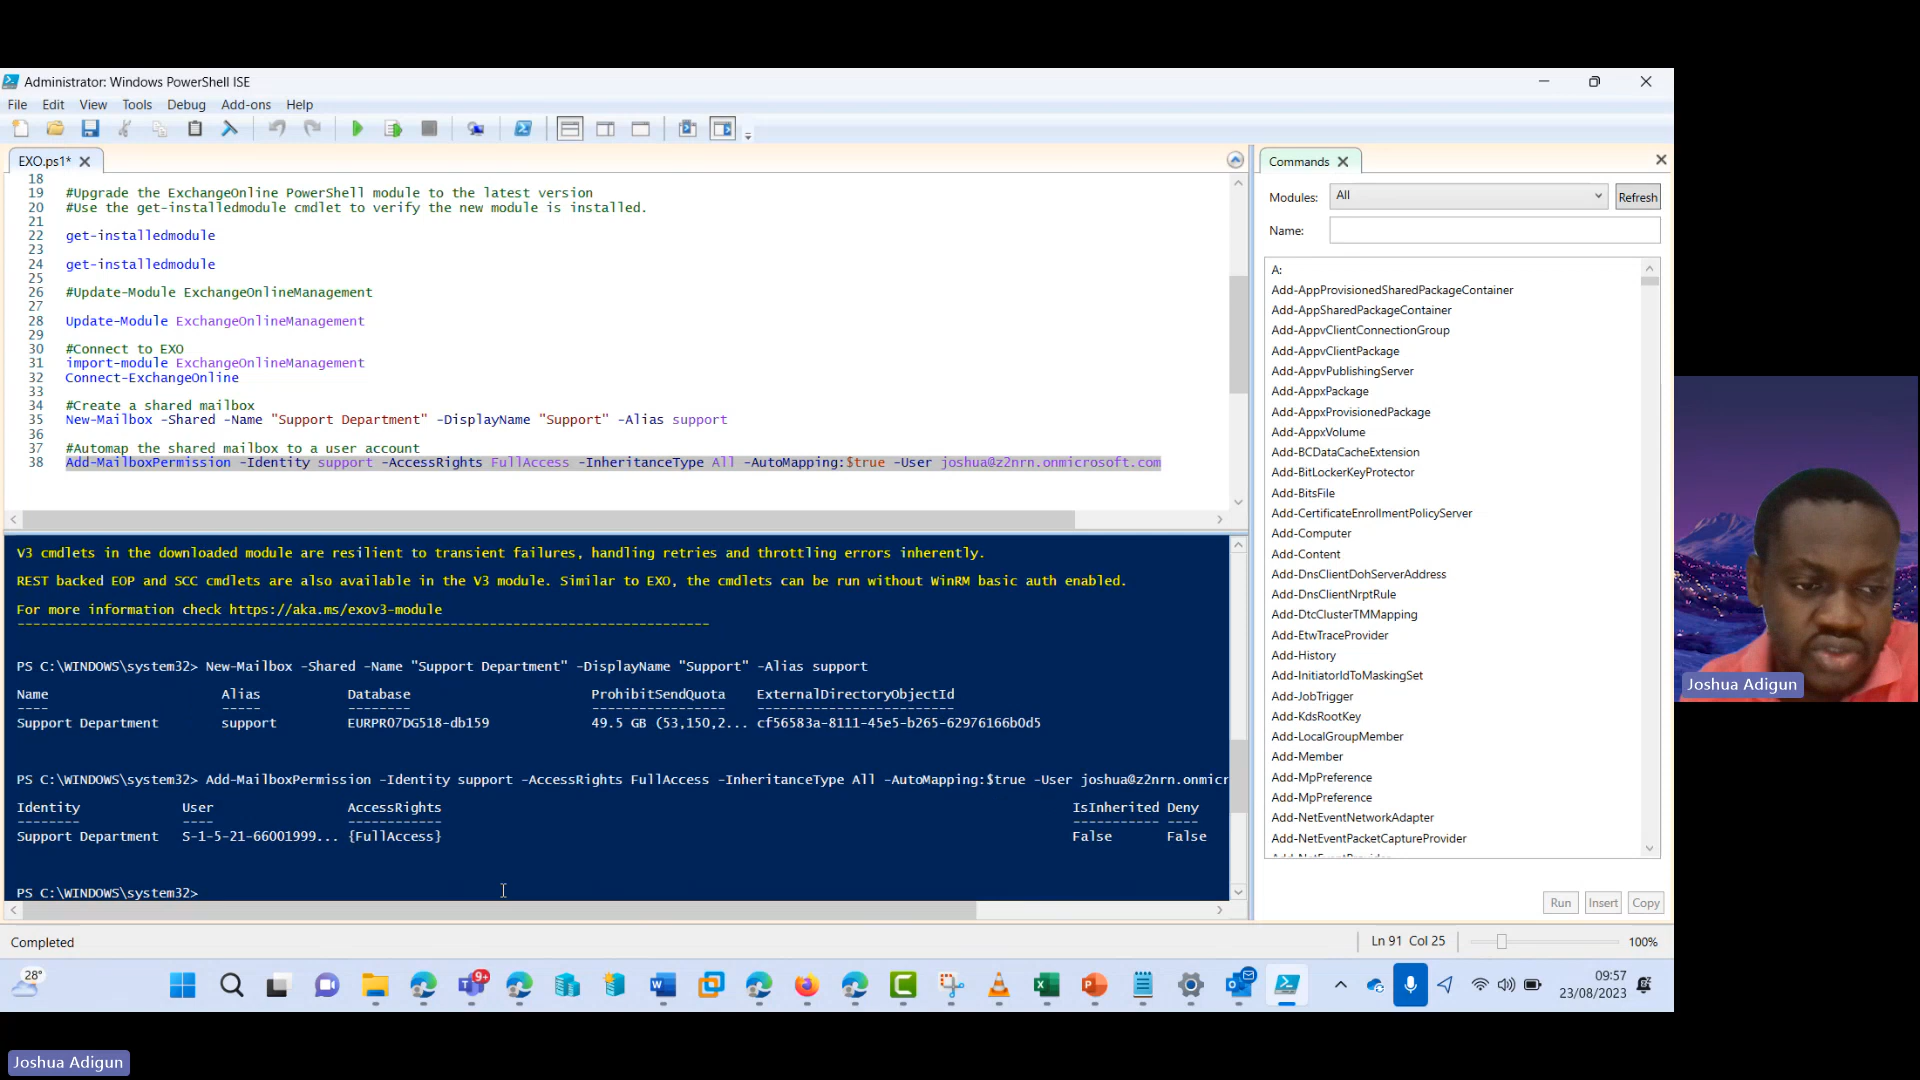 Administrator: Windows PowerShell ISE
File Edit View Tools Debug Add-ons Help
EXO.ps1*
18
19 #Upgrade the ExchangeOnline PowerShell module to the latest version
20 #Use the get-installedmodule cmdlet to verify the new module is installed.
21
22 get-installedmodule
23
24 get-installedmodule
25
26 #Update-Module ExchangeOnlineManagement
27
28 Update-Module ExchangeOnlineManagement
29
30 #Connect to EXO
31 import-module ExchangeOnlineManagement
32 Connect-ExchangeOnline
33
34 #Create a shared mailbox
35 New-Mailbox -Shared -Name "Support Department" -DisplayName "Support" -Alias support
36
37 #Automap the shared mailbox to a user account
38 Add-MailboxPermission -Identity support -AccessRights FullAccess -InheritanceType All -AutoMapping:$true -User joshua@z2nrn.onmicrosoft.com
V3 cmdlets in the downloaded module are resilient to transient failures, handling retries and throttling errors inherently.
REST backed EOP and SCC cmdlets are also available in the V3 module. Similar to EXO, the cmdlets can be run without WinRM basic auth enabled.
For more information check https://aka.ms/exov3-module
----------------------------------------------------------------------------------------
PS C:\WINDOWS\system32> New-Mailbox -Shared -Name "Support Department" -DisplayName "Support" -Alias support
Name Alias Database ProhibitSendQuota ExternalDirectoryObjectId
---- ----- -------- ----------------- -------------------------
Support Department support EURPR07DG518-db159 49.5 GB (53,150,2... cf56583a-8111-45e5-b265-62976166b0d5
PS C:\WINDOWS\system32> Add-MailboxPermission -Identity support -AccessRights FullAccess -InheritanceType All -AutoMapping:$true -User joshua@z2nrn.onmicr
Identity User AccessRights IsInherited Deny
-------- ---- ------------ ----------- ----
Support Department S-1-5-21-66001999... {FullAccess} False False
PS C:\WINDOWS\system32>
Completed
Ln 91 Col 25
100%
Commands
Modules: All Refresh
Name:
A:
Add-AppProvisionedSharedPackageContainer
Add-AppSharedPackageContainer
Add-AppvClientConnectionGroup
Add-AppvClientPackage
Add-AppvPublishingServer
Add-AppxPackage
Add-AppxProvisionedPackage
Add-AppxVolume
Add-BCDataCacheExtension
Add-BitLockerKeyProtector
Add-BitsFile
Add-CertificateEnrollmentPolicyServer
Add-Computer
Add-Content
Add-DnsClientDohServerAddress
Add-DnsClientNrptRule
Add-DtcClusterTMMapping
Add-EtwTraceProvider
Add-History
Add-InitiatorIdToMaskingSet
Add-JobTrigger
Add-KdsRootKey
Add-LocalGroupMember
Add-Member
Add-MpPreference
Add-MpPreference
Add-NetEventNetworkAdapter
Add-NetEventPacketCaptureProvider
Run Insert Copy
28°
9+
09:57
23/08/2023
Joshua Adigun
Joshua Adigun